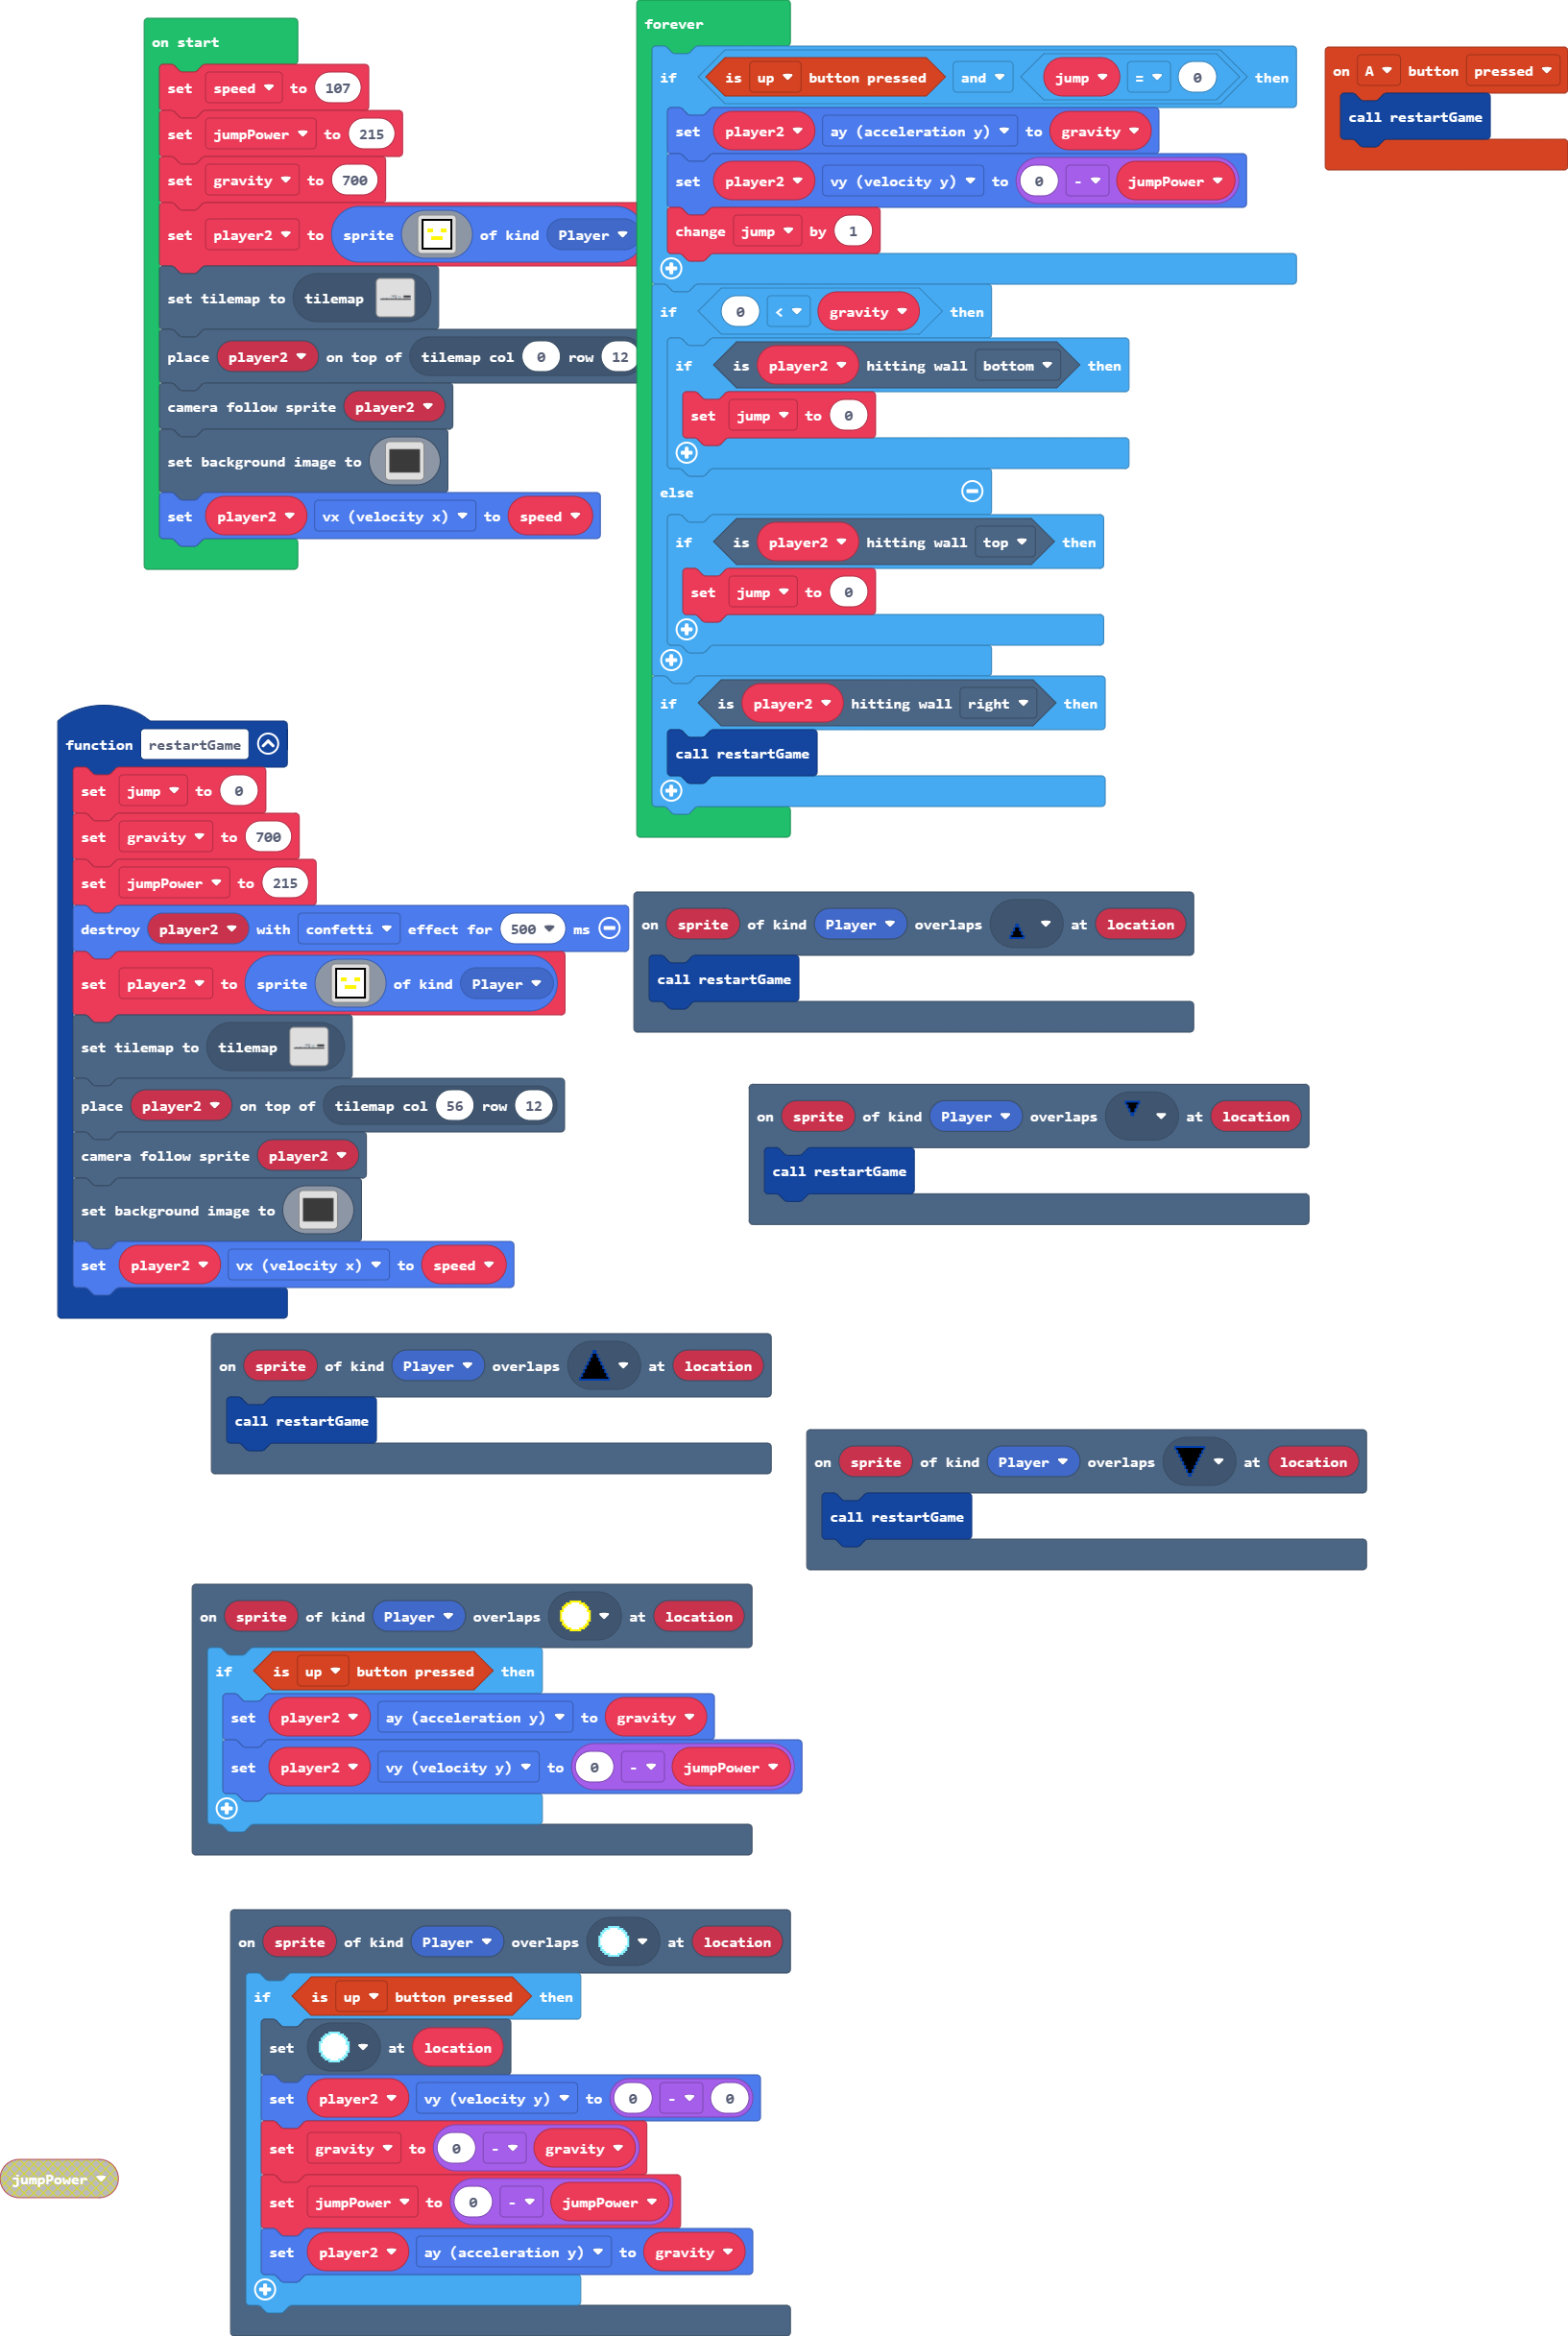 on start
set speed to 107
set jumpPower to 215
set gravity to 700
set player2 to sprite of kind Player
set tilemap to tilemap
place player2 on top of tilemap col 0 row 12
camera follow sprite player2
set background image to
set player2 vx (velocity x) to speed
forever
if is up button pressed and jump = 0 then
set player2 ay (acceleration y) to gravity
set player2 vy (velocity y) to 0 - jumpPower
change jump by 1
if 0 < gravity then
if is player2 hitting wall bottom then
set jump to 0
else
if is player2 hitting wall top then
set jump to 0
if is player2 hitting wall right then
call restartGame
on A button pressed
call restartGame
function restartGame
set jump to 0
set gravity to 700
set jumpPower to 215
destroy player2 with confetti effect for 500 ms
set player2 to sprite of kind Player
set tilemap to tilemap
place player2 on top of tilemap col 56 row 12
camera follow sprite player2
set background image to
set player2 vx (velocity x) to speed
on sprite of kind Player overlaps at location
call restartGame
on sprite of kind Player overlaps at location
call restartGame
on sprite of kind Player overlaps at location
call restartGame
on sprite of kind Player overlaps at location
call restartGame
on sprite of kind Player overlaps at location
if is up button pressed then
set player2 ay (acceleration y) to gravity
set player2 vy (velocity y) to 0 - jumpPower
on sprite of kind Player overlaps at location
if is up button pressed then
set at location
set player2 vy (velocity y) to 0 - 0
set gravity to 0 - gravity
set jumpPower to 0 - jumpPower
set player2 ay (acceleration y) to gravity
jumpPower